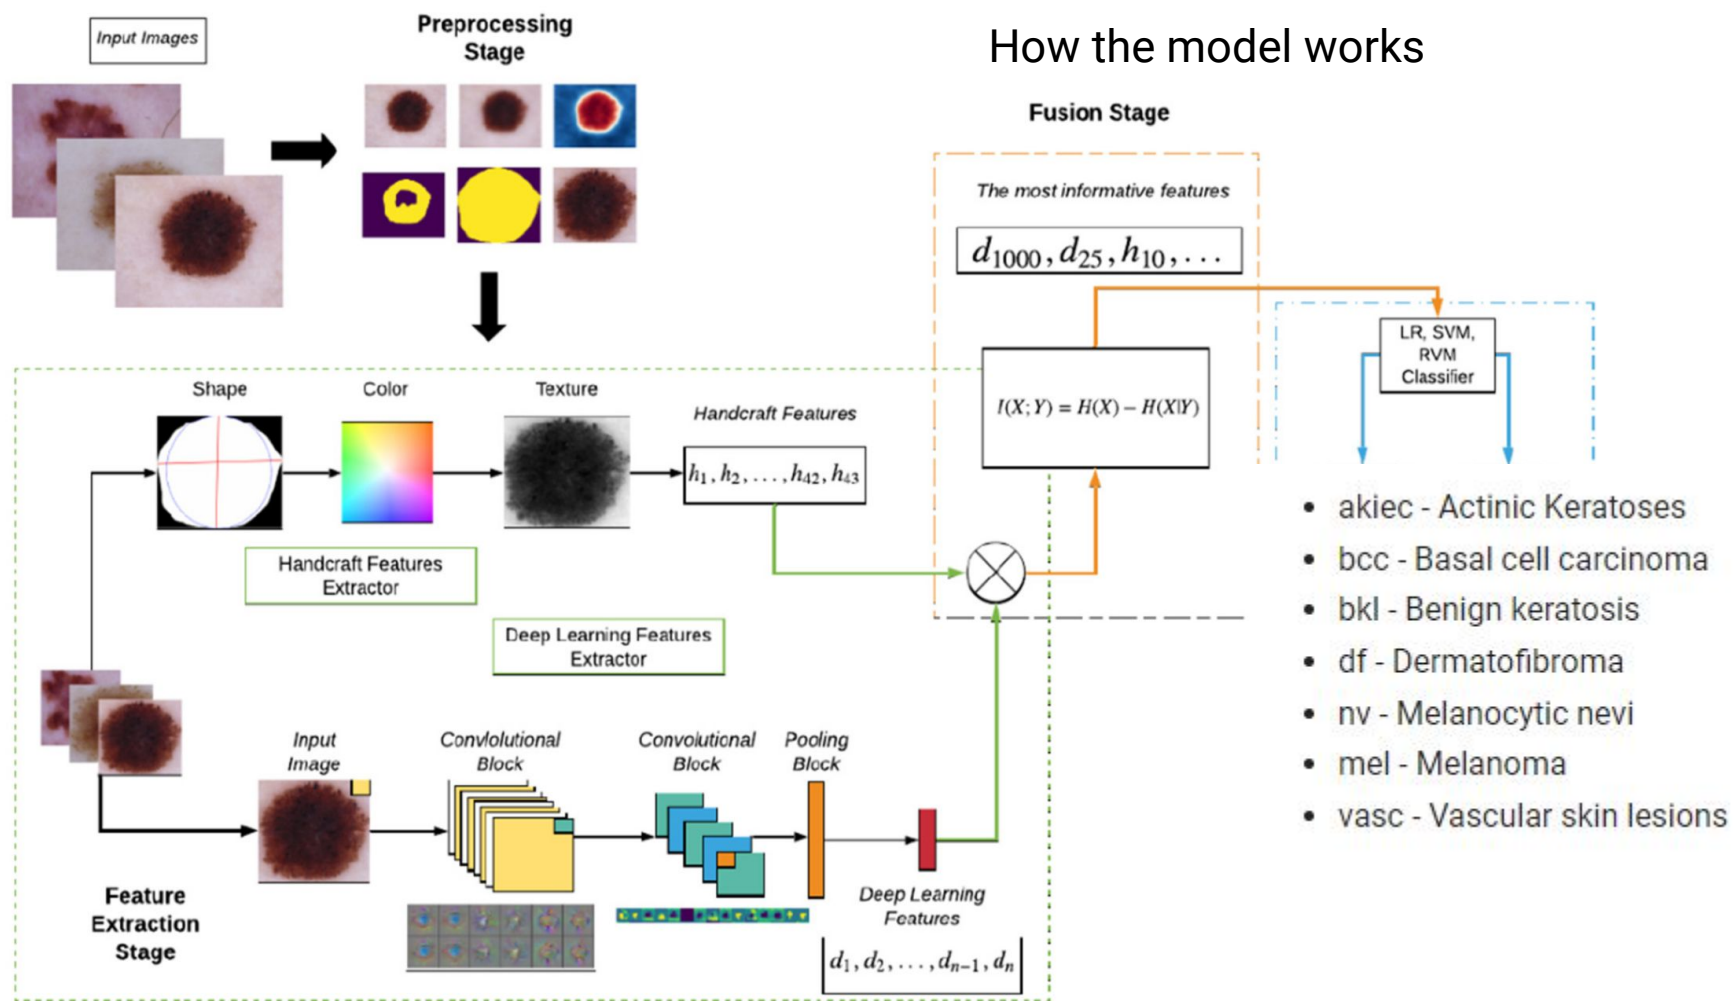 How the model works
Input Images
Preprocessing
Stage
Fusion Stage
The most informative features
d1000, d25, h10, ...
I(X; Y) = H(X) − H(X|Y)
LR, SVM,
RVM
Classifier
Shape
Color
Texture
Handcraft Features
h1, h2, ..., h42, h43
Handcraft Features
Extractor
Deep Learning Features
Extractor
Input
Image
Convlolutional
Block
Convolutional
Block
Pooling
Block
Deep Learning
Features
d1, d2, ..., dn−1, dn
Feature
Extraction
Stage
• akiec - Actinic Keratoses
• bcc - Basal cell carcinoma
• bkl - Benign keratosis
• df - Dermatofibroma
• nv - Melanocytic nevi
• mel - Melanoma
• vasc - Vascular skin lesions